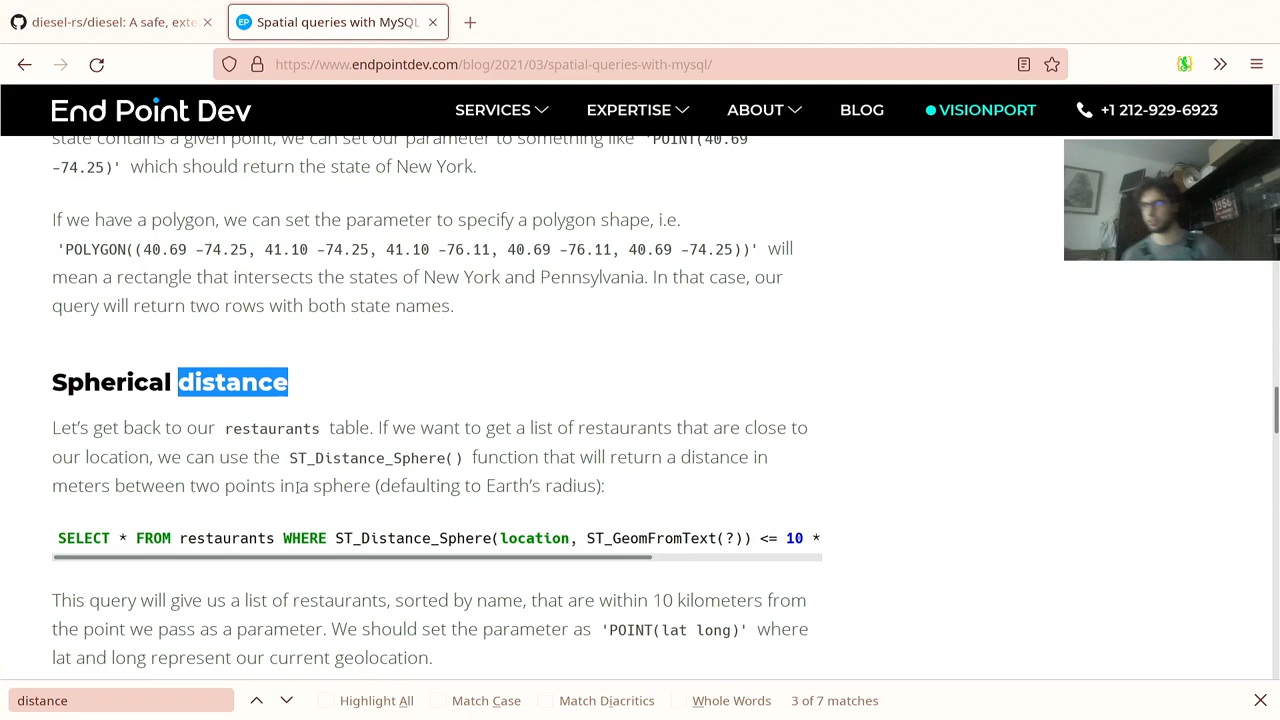 diesel-rs/diesel: A safe, exte
EP Spatial queries with MySQL
https://www.endpointdev.com/blog/2021/03/spatial-queries-with-mysql/
End Point Dev SERVICES EXPERTISE ABOUT BLOG VISIONPORT +1 212-929-6923
state contains a given point, we can set our parameter to something like 'POINT(40.69
-74.25)' which should return the state of New York.
If we have a polygon, we can set the parameter to specify a polygon shape, i.e.
'POLYGON((40.69 -74.25, 41.10 -74.25, 41.10 -76.11, 40.69 -76.11, 40.69 -74.25))' will
mean a rectangle that intersects the states of New York and Pennsylvania. In that case, our
query will return two rows with both state names.
Spherical distance
Let's get back to our restaurants table. If we want to get a list of restaurants that are close to
our location, we can use the ST_Distance_Sphere() function that will return a distance in
meters between two points in a sphere (defaulting to Earth's radius):
SELECT * FROM restaurants WHERE ST_Distance_Sphere(location, ST_GeomFromText(?)) <= 10 *
This query will give us a list of restaurants, sorted by name, that are within 10 kilometers from
the point we pass as a parameter. We should set the parameter as 'POINT(lat long)' where
lat and long represent our current geolocation.
distance Highlight All Match Case Match Diacritics Whole Words 3 of 7 matches